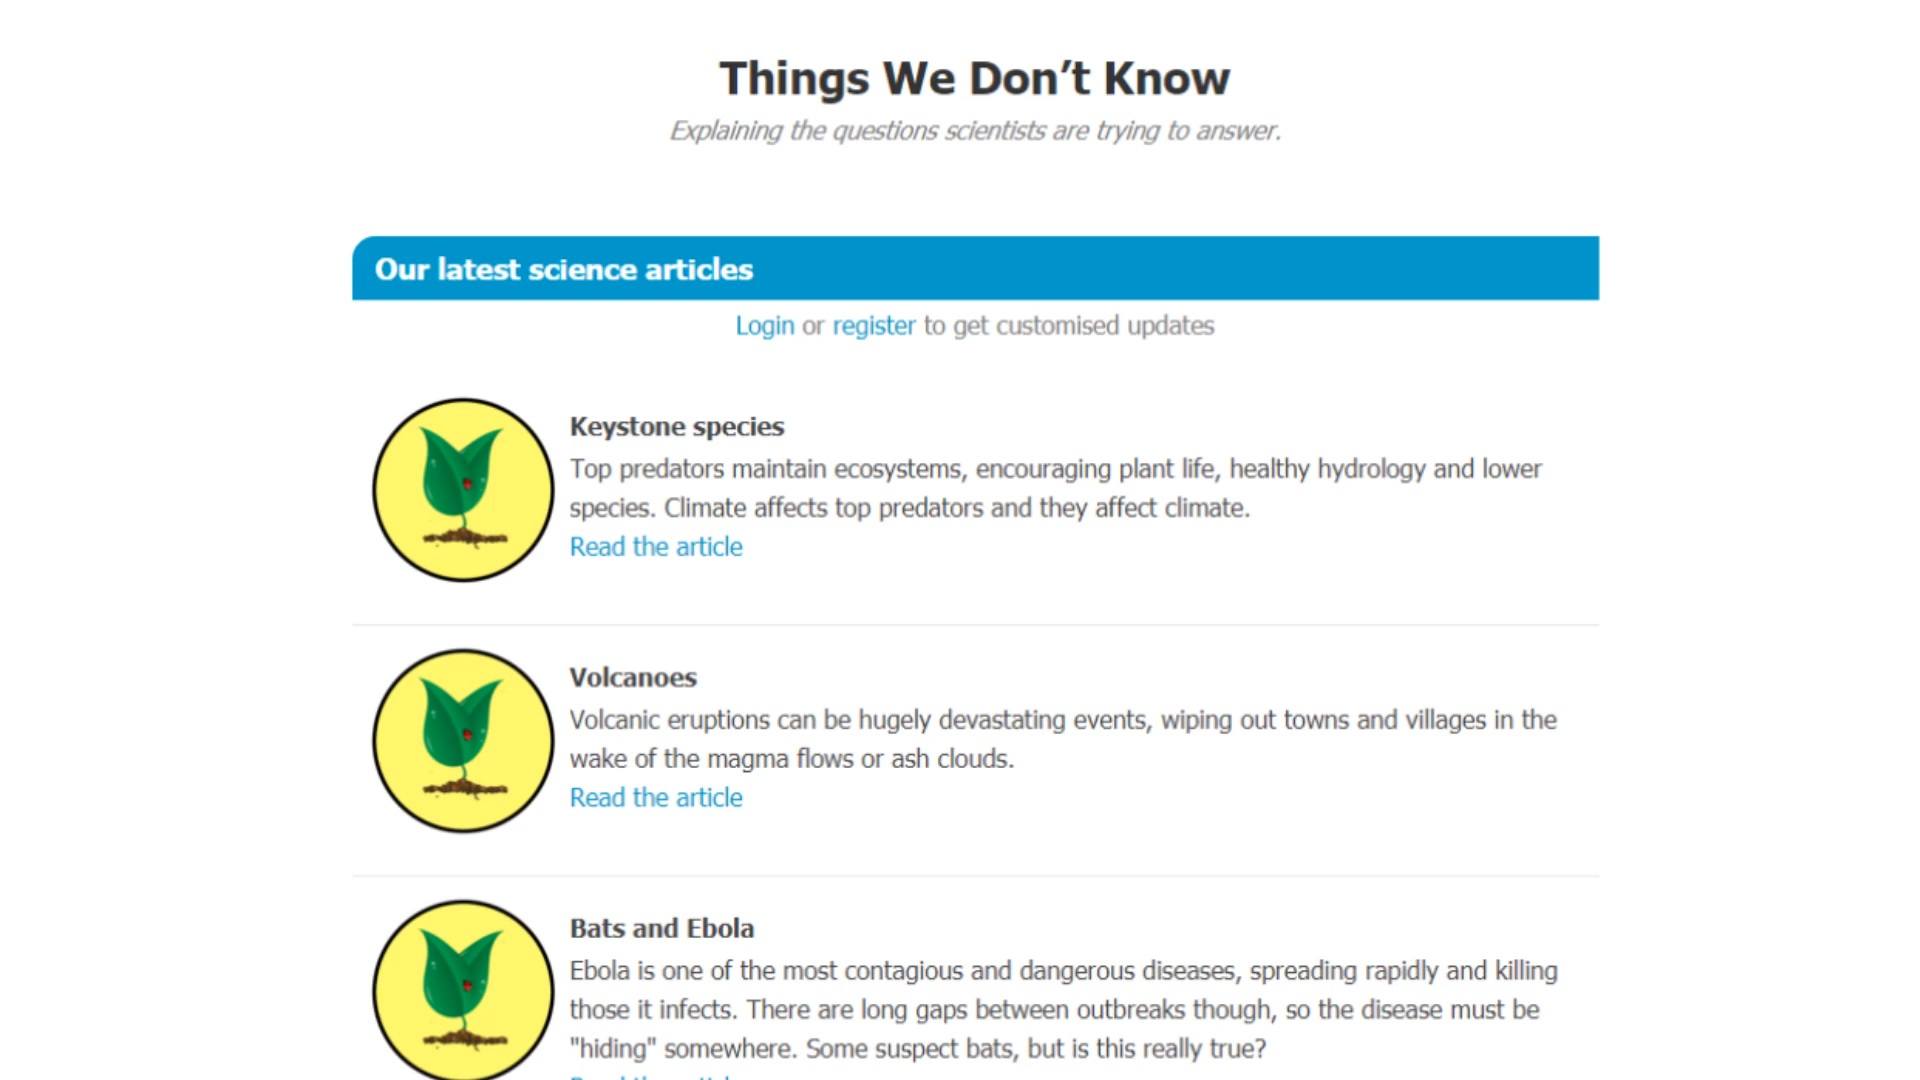 Things We Don’t Know
Explaining the questions scientists are trying to answer.
Our latest science articles
Login or register to get customised updates
Keystone species
Top predators maintain ecosystems, encouraging plant life, healthy hydrology and lower
species. Climate affects top predators and they affect climate.
Read the article
Volcanoes
Volcanic eruptions can be hugely devastating events, wiping out towns and villages in the
wake of the magma flows or ash clouds.
Read the article
Bats and Ebola
Ebola is one of the most contagious and dangerous diseases, spreading rapidly and killing
those it infects. There are long gaps between outbreaks though, so the disease must be
"hiding" somewhere. Some suspect bats, but is this really true?